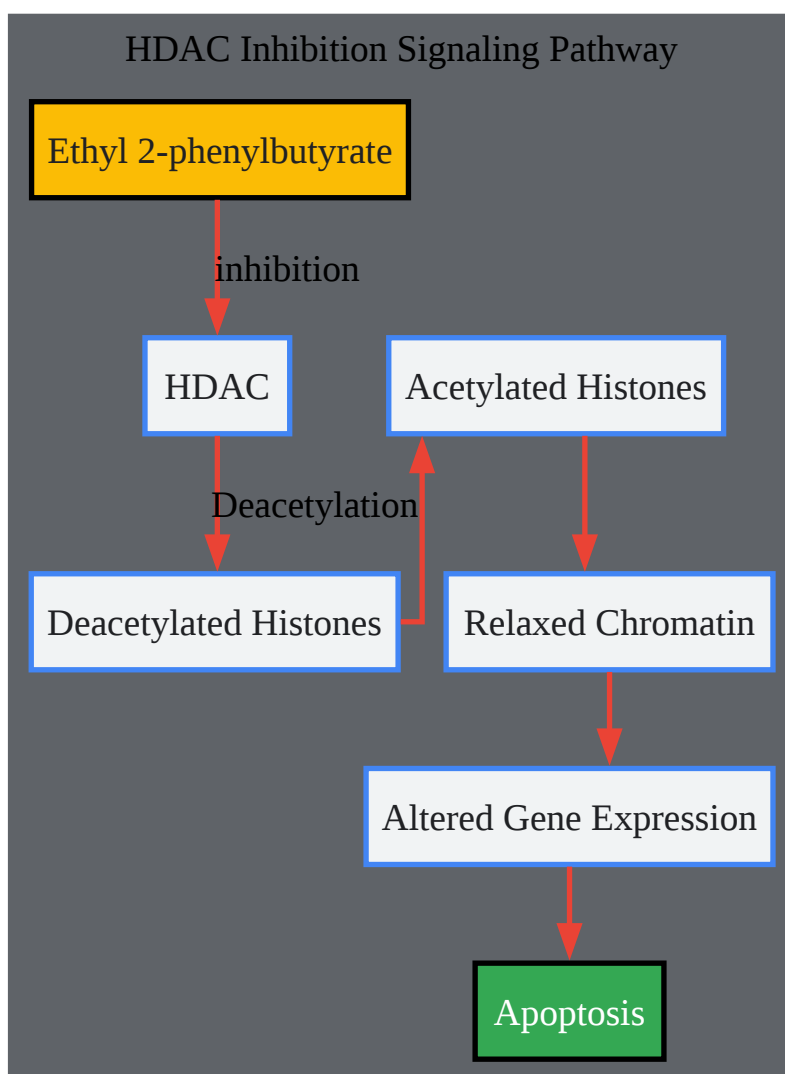 HDAC Inhibition Signaling Pathway
Ethyl 2-phenylbutyrate
inhibition
HDAC
Acetylated Histones
Deacetylation
Deacetylated Histones
Relaxed Chromatin
Altered Gene Expression
Apoptosis